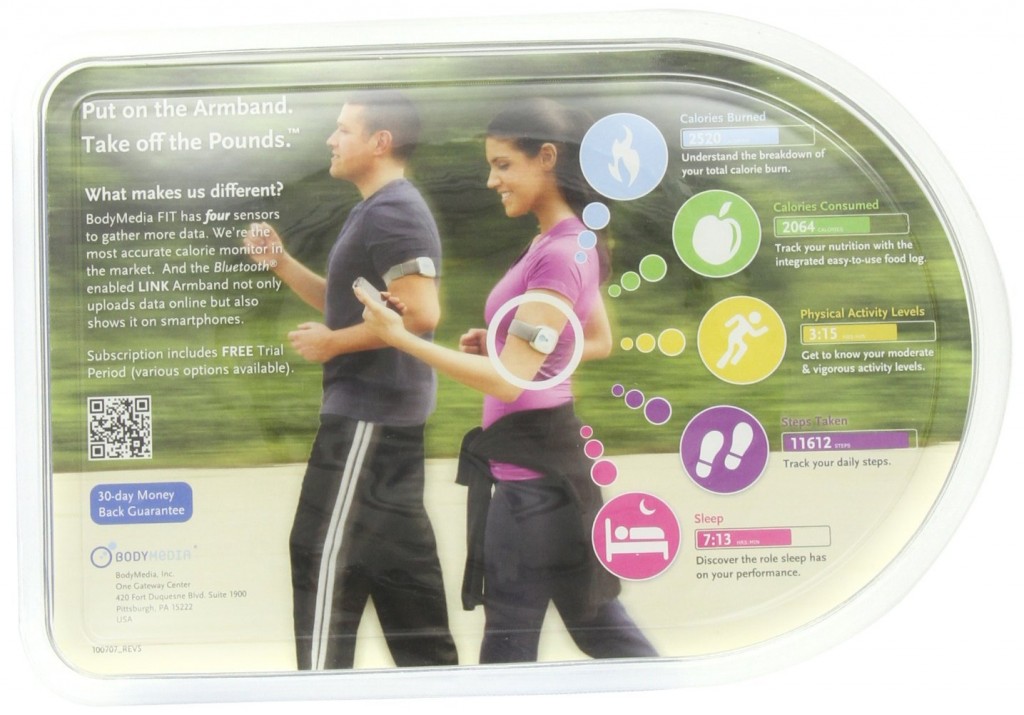 Put on the Armband.
Take off the Pounds.™
What makes us different?
BodyMedia FIT has four sensors
to gather more data. We're the
most accurate calorie monitor in
the market. And the Bluetooth®
enabled LINK Armband not only
uploads data online but also
shows it on smartphones.
Subscription includes FREE Trial
Period (various options available).
30-day Money
Back Guarantee
BODYMEDIA®
BodyMedia, Inc.
One Gateway Center
420 Fort Duquesne Blvd. Suite 1900
Pittsburgh, PA 15222
USA
100707_REV5
Calories Burned
2520
Understand the breakdown of
your total calorie burn.
Calories Consumed
2064 CALORIES
Track your nutrition with the
integrated easy-to-use food log.
Physical Activity Levels
3:15
Get to know your moderate
& vigorous activity levels.
Steps Taken
11612 STEPS
Track your daily steps.
Sleep
7:13 HRS:MIN
Discover the role sleep has
on your performance.